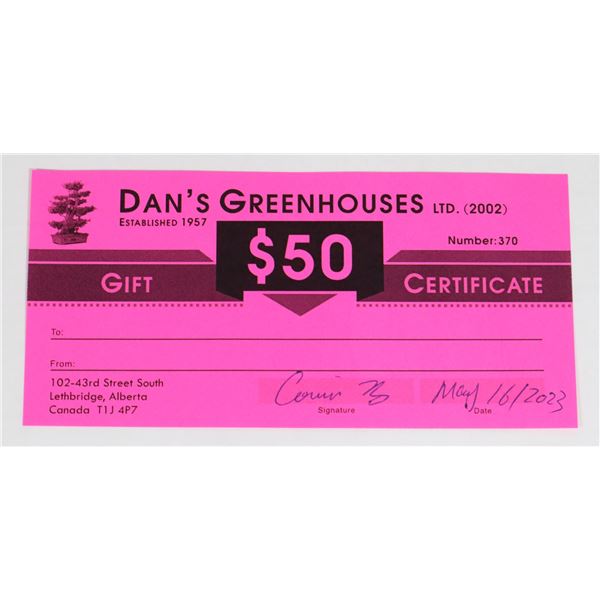 DAN'S GREENHOUSES LTD. (2002)
ESTABLISHED 1957
Number: 370
$50
GIFT CERTIFICATE
To:
From:
102-43rd Street South
Lethbridge, Alberta
Canada T1J 4P7
May 16/2023
Signature
Date